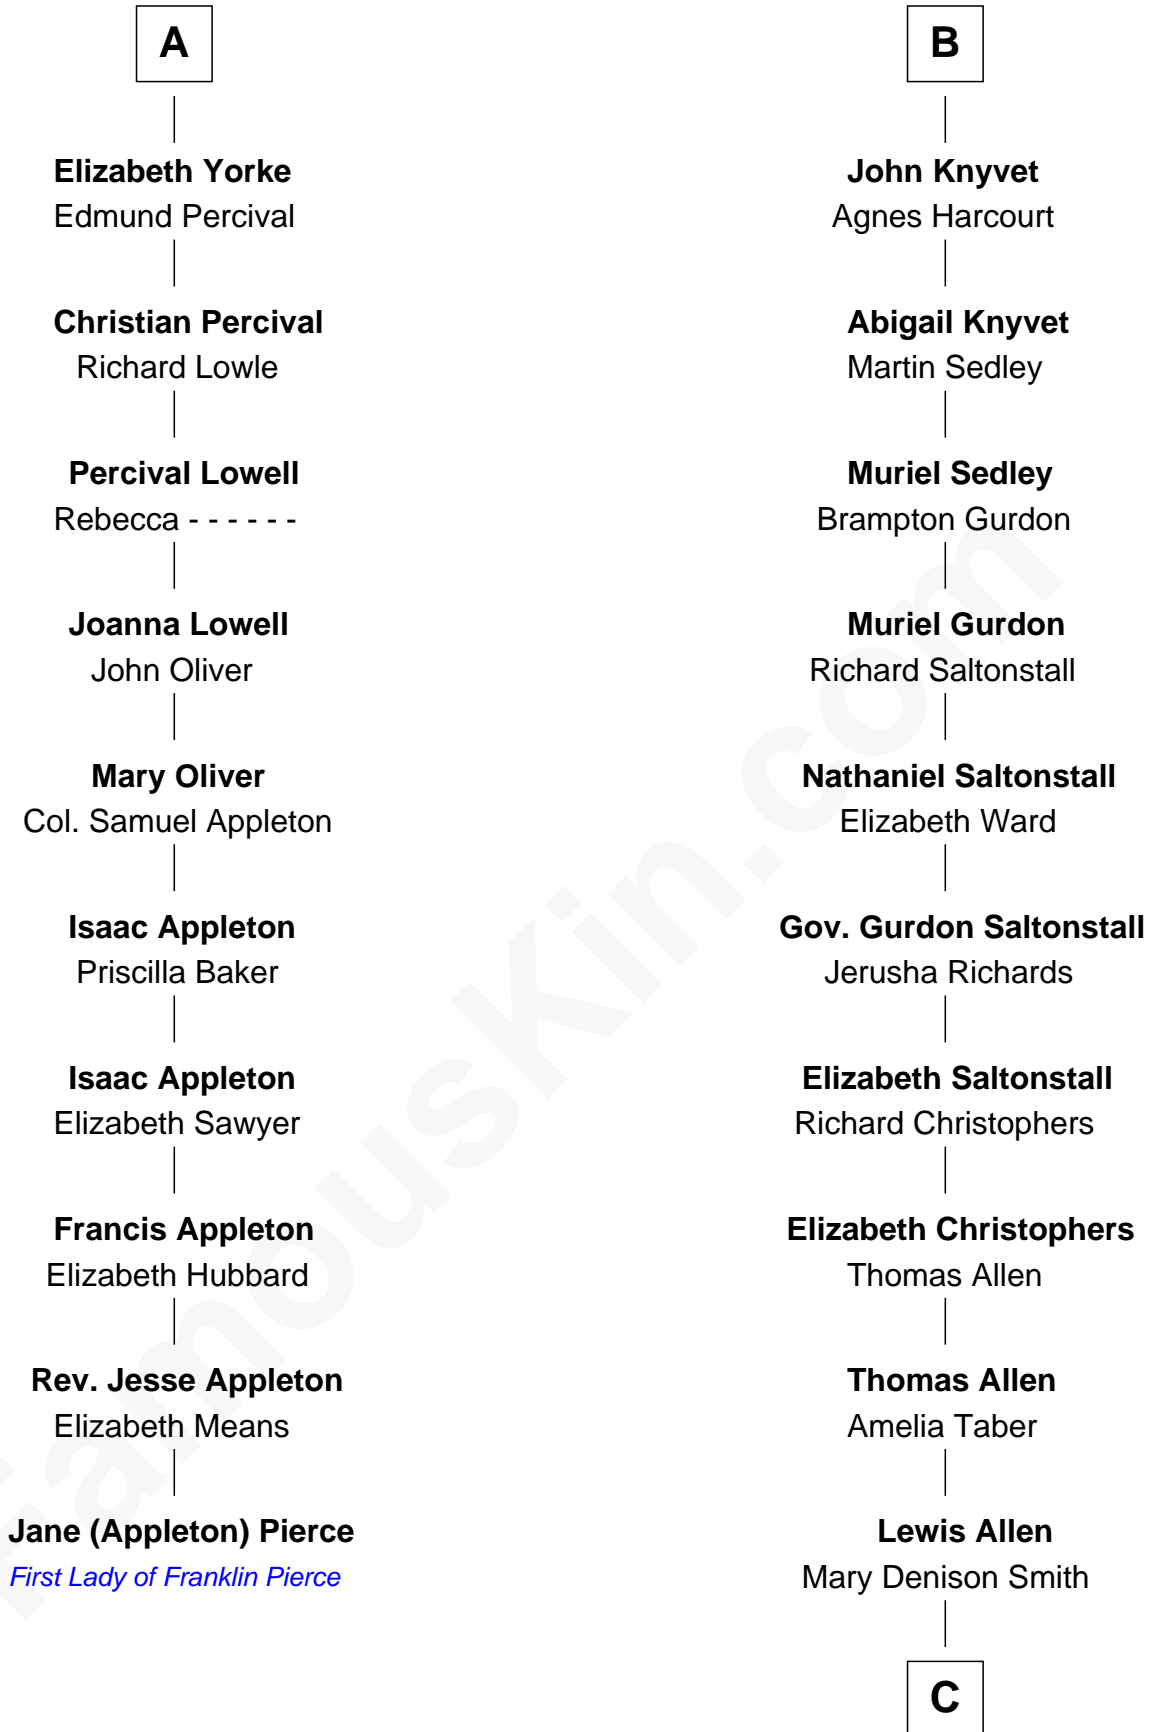 A
Elizabeth Yorke
Edmund Percival
Christian Percival
Richard Lowle
Percival Lowell
Rebecca - - - - - -
Joanna Lowell
John Oliver
Mary Oliver
Col. Samuel Appleton
Isaac Appleton
Priscilla Baker
Isaac Appleton
Elizabeth Sawyer
Francis Appleton
Elizabeth Hubbard
Rev. Jesse Appleton
Elizabeth Means
Jane (Appleton) Pierce
First Lady of Franklin Pierce
B
John Knyvet
Agnes Harcourt
Abigail Knyvet
Martin Sedley
Muriel Sedley
Brampton Gurdon
Muriel Gurdon
Richard Saltonstall
Nathaniel Saltonstall
Elizabeth Ward
Gov. Gurdon Saltonstall
Jerusha Richards
Elizabeth Saltonstall
Richard Christophers
Elizabeth Christophers
Thomas Allen
Thomas Allen
Amelia Taber
Lewis Allen
Mary Denison Smith
C
FamousKin.com